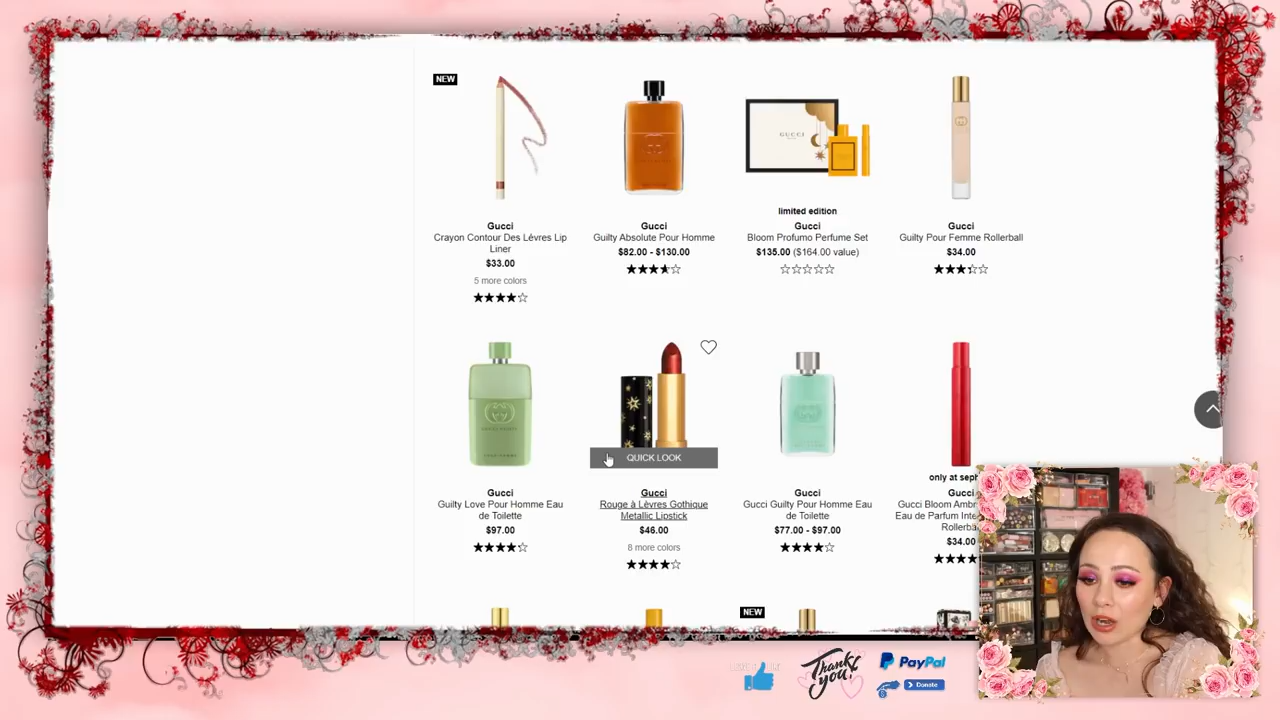 NEW
Gucci
Crayon Contour Des Lévres Lip
Liner
$33.00
5 more colors
Gucci
Guilty Absolute Pour Homme
$82.00 - $130.00
GUCCI
limited edition
Gucci
Bloom Profumo Perfume Set
$135.00 ($164.00 value)
Gucci
Guilty Pour Femme Rollerball
$34.00
Gucci
Guilty Love Pour Homme Eau
de Toilette
$97.00
QUICK LOOK
Gucci
Rouge à Lèvres Gothique
Metallic Lipstick
$46.00
8 more colors
Gucci
Gucci Guilty Pour Homme Eau
de Toilette
$77.00 - $97.00
only at
Gucci
Gucci Bloom
Eau de Parfum
$34.00
NEW
Thank
you!
PayPal
Donate